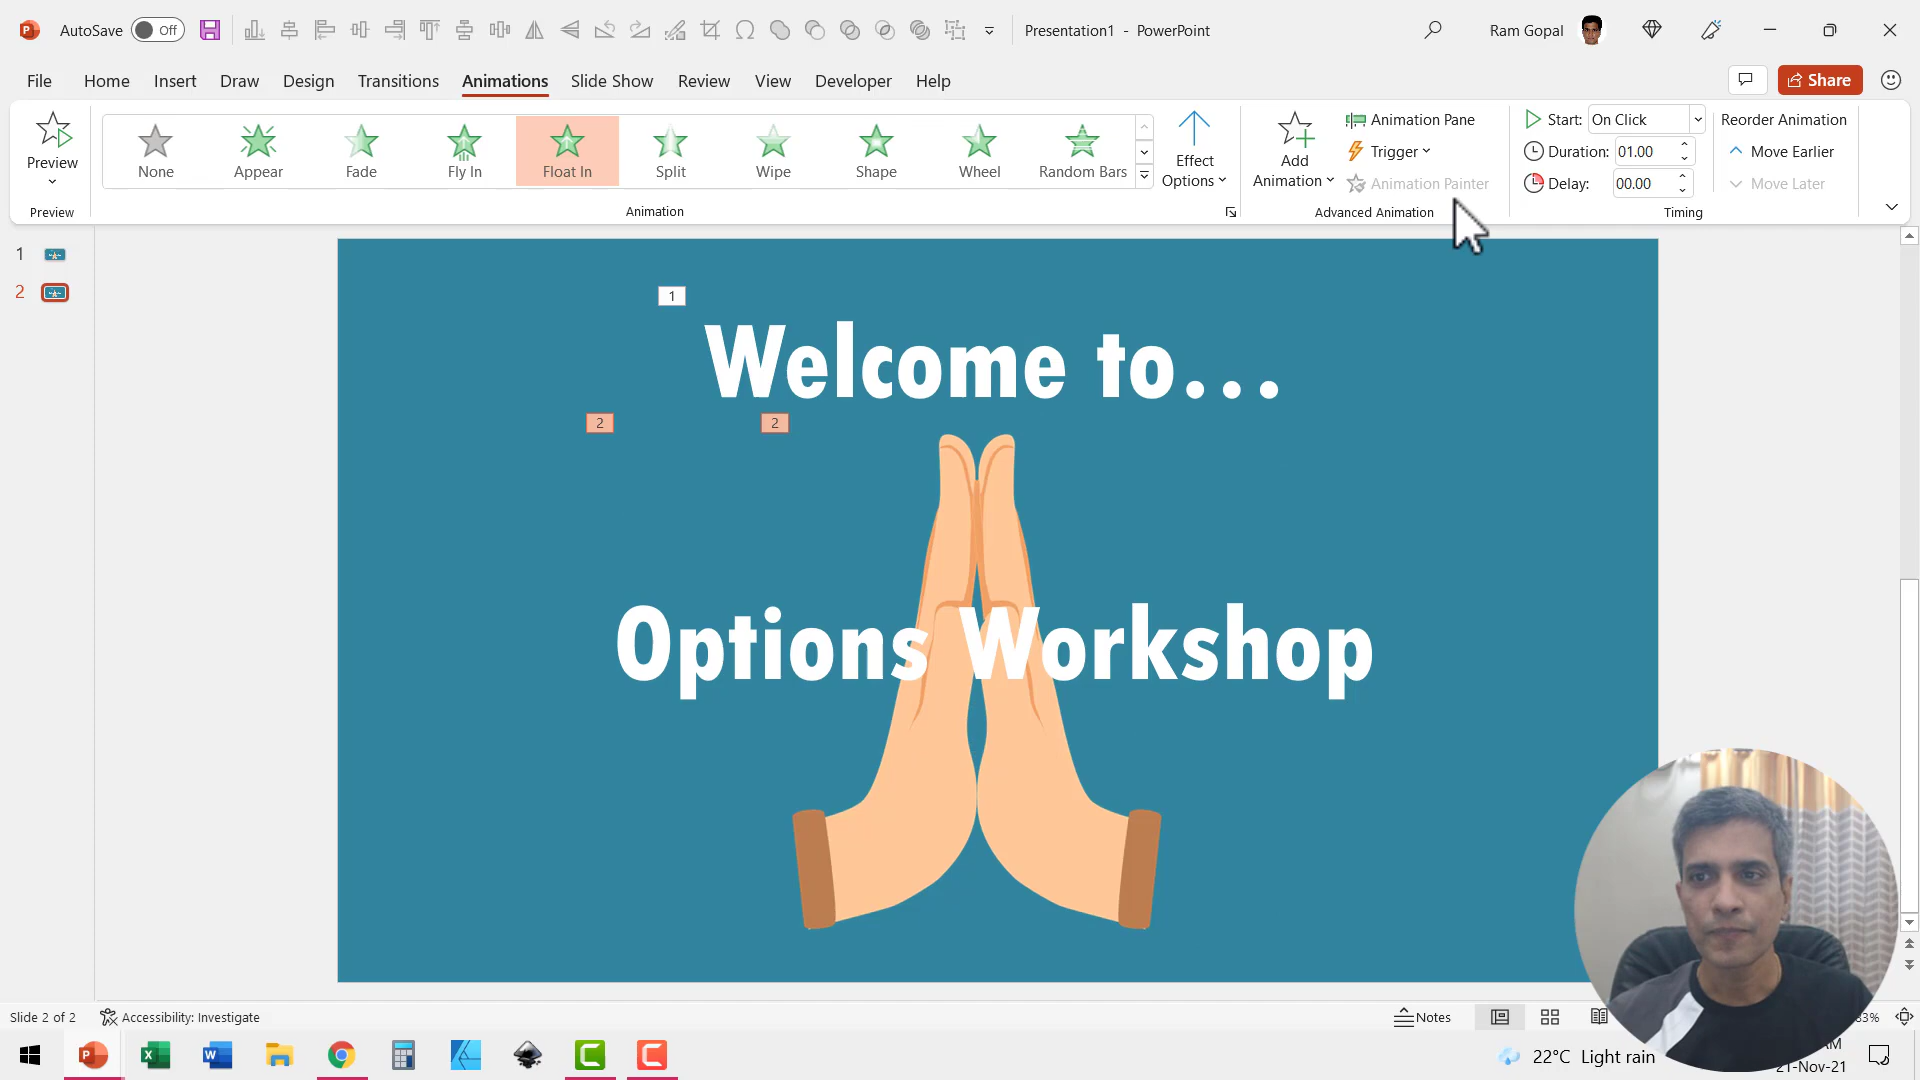 AutoSave Off Presentation1 - PowerPoint Ram Gopal
File Home Insert Draw Design Transitions Animations Slide Show Review View Developer Help Share
Preview
Preview
None Appear Fade Fly In Float In Split Wipe Shape Wheel Random Bars
Animation
Effect
Options
Add
Animation
Animation Pane
Trigger
Animation Painter
Advanced Animation
Start: On Click
Duration: 01.00
Delay: 00.00
Timing
Reorder Animation
Move Earlier
Move Later
1
2
1
Welcome to...
2 2
Options Workshop
Slide 2 of 2 Accessibility: Investigate Notes
22°C Light rain
21-Nov-21